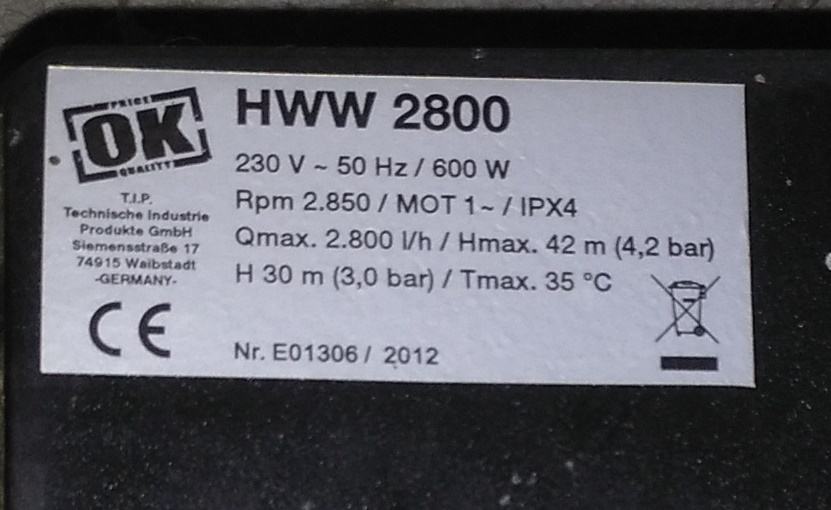 PRICE
OK
QUALITY
T.I.P.
Technische Industrie
Produkte GmbH
Siemensstraße 17
74915 Waibstadt
-GERMANY-
CE
HWW 2800
230 V ~ 50 Hz / 600 W
Rpm 2.850 / MOT 1~ / IPX4
Qmax. 2.800 l/h / Hmax. 42 m (4,2 bar)
H 30 m (3,0 bar) / Tmax. 35 °C
Nr. E01306 / 2012